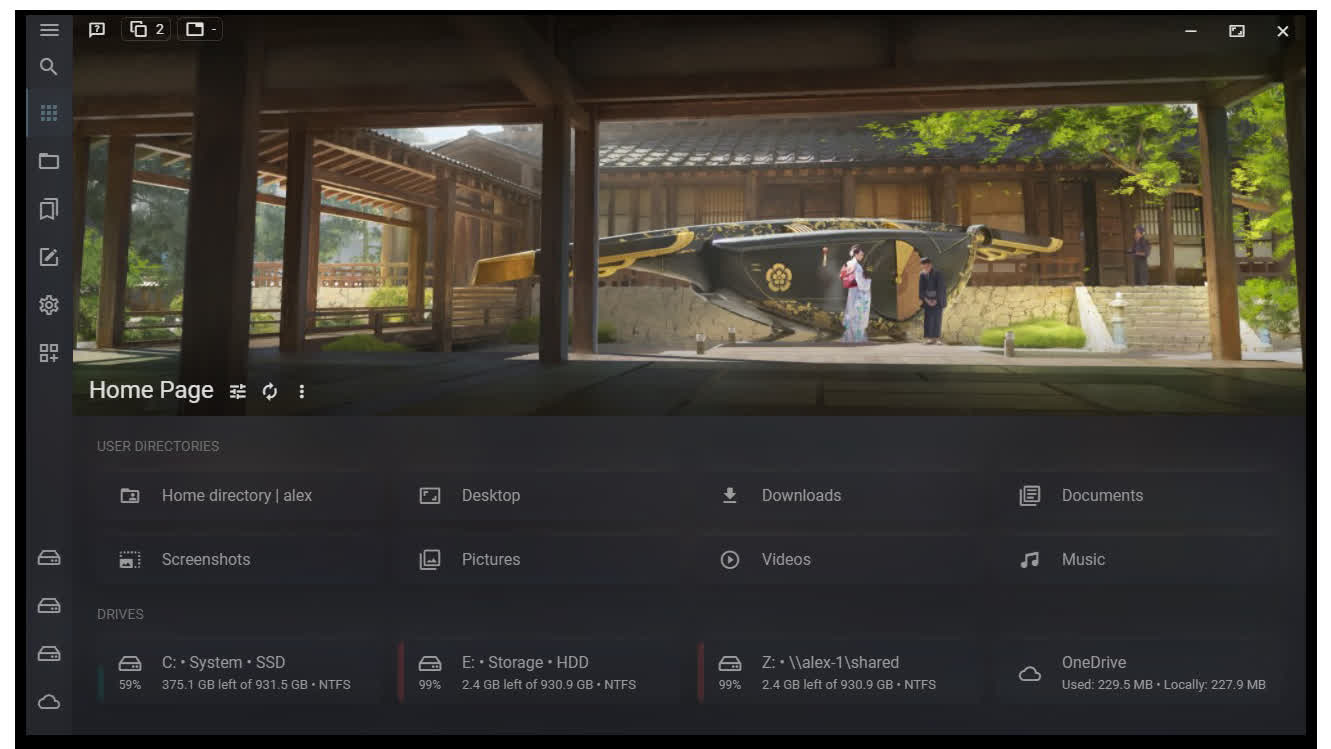 2
-
Home Page
USER DIRECTORIES
Home directory | alex
Desktop
Downloads
Documents
Screenshots
Pictures
Videos
Music
DRIVES
C: • System • SSD
59% 375.1 GB left of 931.5 GB • NTFS
E: • Storage • HDD
99% 2.4 GB left of 930.9 GB • NTFS
Z: • \\alex-1\shared
99% 2.4 GB left of 930.9 GB • NTFS
OneDrive
Used: 229.5 MB • Locally: 227.9 MB